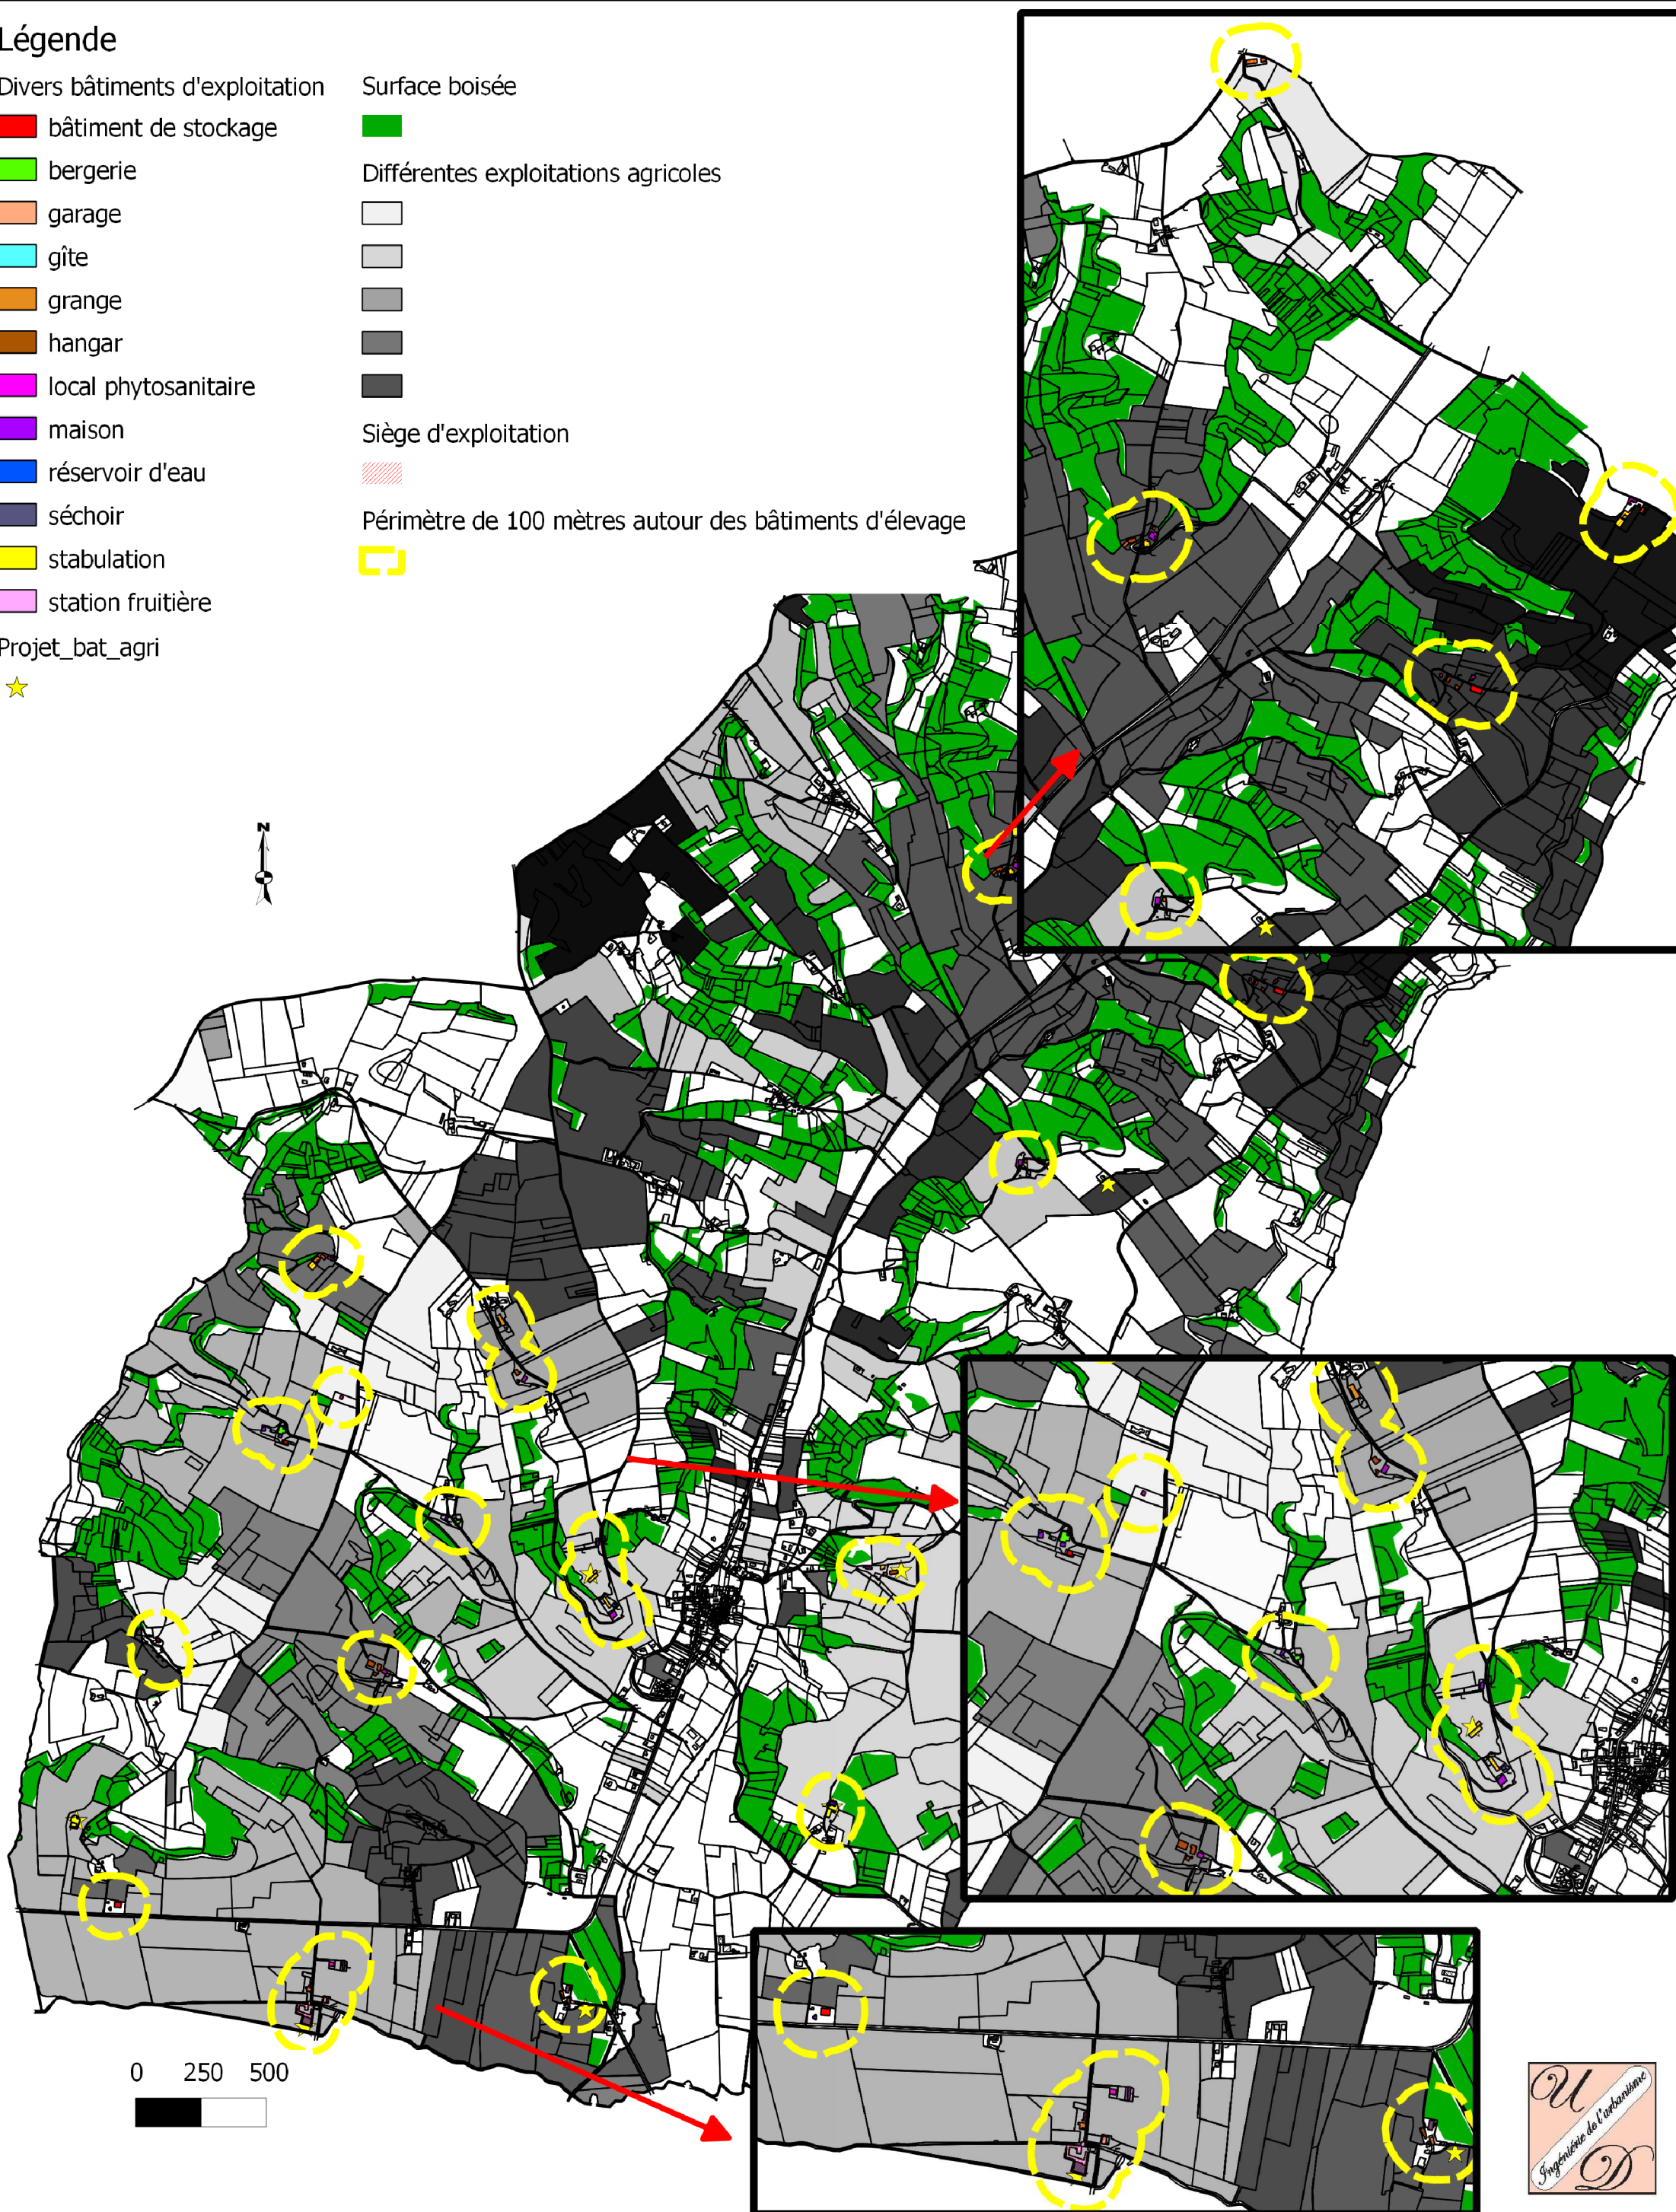 Légende
Divers bâtiments d'exploitation
bâtiment de stockage
bergerie
garage
gîte
grange
hangar
local phytosanitaire
maison
réservoir d'eau
séchoir
stabulation
station fruitière
Projet_bat_agri
Surface boisée
Différentes exploitations agricoles
Siège d'exploitation
Périmètre de 100 mètres autour des bâtiments d'élevage
N
0 250 500
U
Ingéniérie de l'urbanisme
D